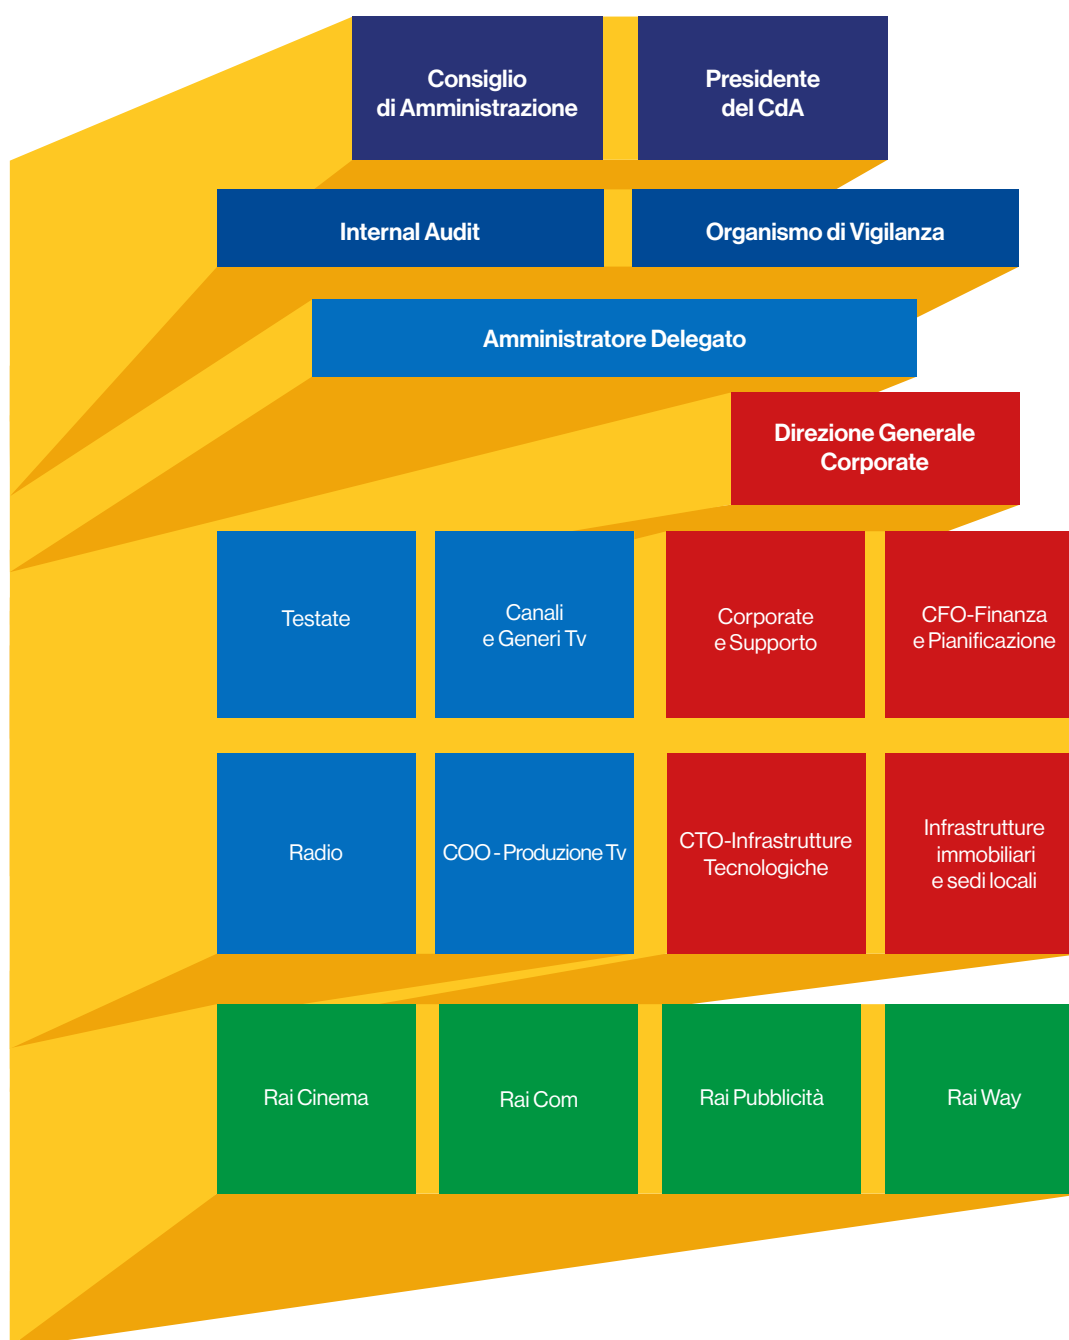 Consiglio
di Amministrazione
Presidente
del CdA
Internal Audit
Organismo di Vigilanza
Amministratore Delegato
Direzione Generale
Corporate
Testate
Canali
e Generi Tv
Corporate
e Supporto
CFO-Finanza
e Pianificazione
Radio
COO - Produzione Tv
CTO-Infrastrutture
Tecnologiche
Infrastrutture
immobiliari
e sedi locali
Rai Cinema
Rai Com
Rai Pubblicità
Rai Way